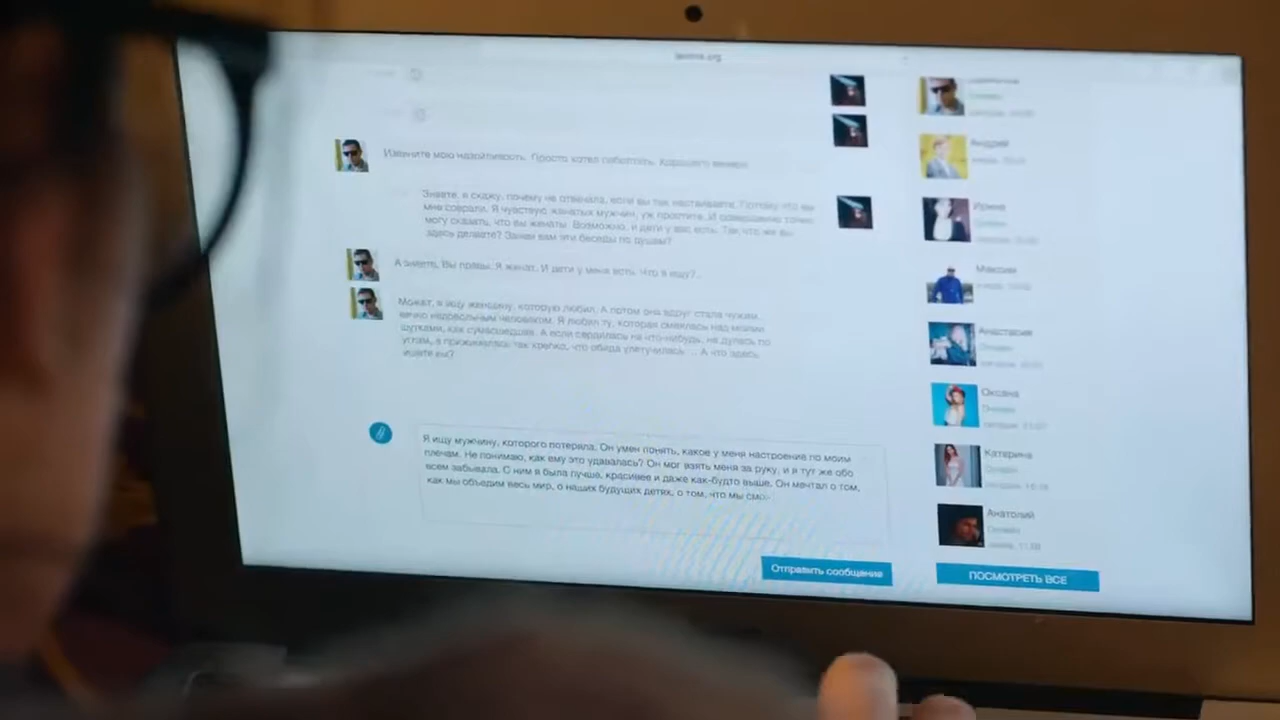 Извините мою назойливость. Просто хотел поболтать. Хорошего вечера!
Знаете, я скажу, почему не отвечала, если вы так настаиваете. Потому что вы
мне соврали. Я чувствую женатых мужчин, уж простите. И совершенно точно
могу сказать, что вы женаты. Возможно, и дети у вас есть. Так что же вы
здесь делаете? Зачем вам эти беседы по душам?
А знаете, Вы правы. Я женат. И дети у меня есть. Что я ищу?..
Может, я ищу женщину, которую любил. А потом она вдруг стала чужим,
вечно недовольным человеком. Я любил ту, которая смеялась над моими
шутками, как сумасшедшая. А если сердилась на что-нибудь, не дулась по
углам, а прижималась так крепко, что обида улетучилась ... А что здесь
ищете вы?
Я ищу мужчину, которого потеряла. Он умел понять, какое у меня настроение по моим
плечам. Не понимаю, как ему это удавалось? Он мог взять меня за руку, и я тут же обо
всем забывала. С ним я была лучше, красивее и даже как-будто выше. Он мечтал о том,
как мы объедим весь мир, о наших будущих детях, о том, что мы смо
Отправить сообщение
Андрей
Ирина
Максим
Анастасия
Онлайн
Оксана
Онлайн
Катерина
Онлайн
Анатолий
Онлайн
ПОСМОТРЕТЬ ВСЕ